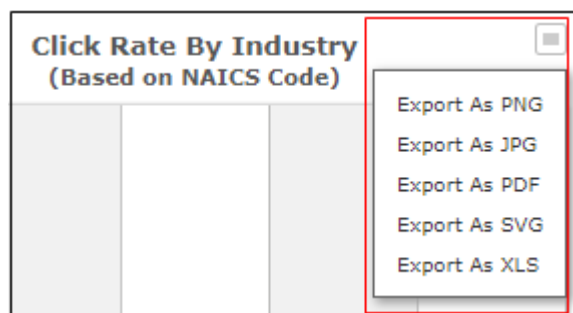 Click Rate By Industry
(Based on NAICS Code)
Export As PNG
Export As JPG
Export As PDF
Export As SVG
Export As XLS